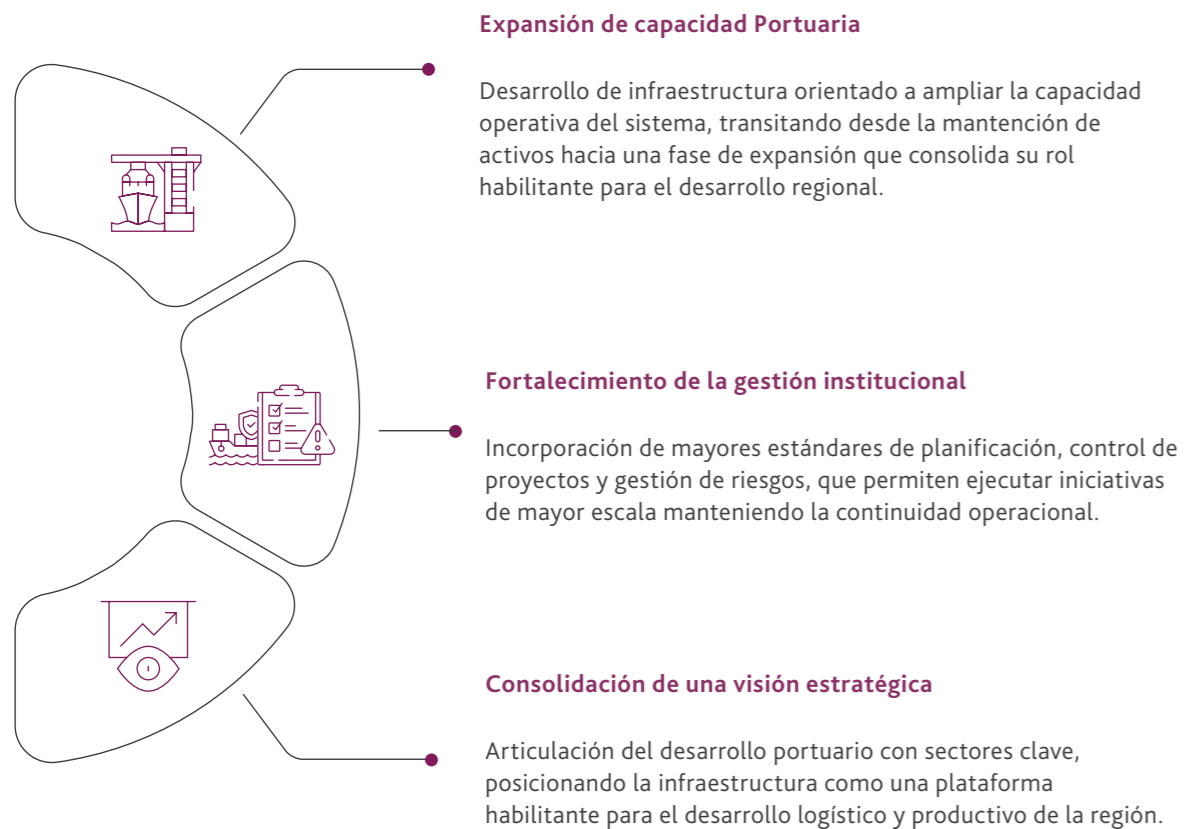 Expansión de capacidad Portuaria
Desarrollo de infraestructura orientado a ampliar la capacidad
operativa del sistema, transitando desde la mantención de
activos hacia una fase de expansión que consolida su rol
habilitante para el desarrollo regional.
Fortalecimiento de la gestión institucional
Incorporación de mayores estándares de planificación, control de
proyectos y gestión de riesgos, que permiten ejecutar iniciativas
de mayor escala manteniendo la continuidad operacional.
Consolidación de una visión estratégica
Articulación del desarrollo portuario con sectores clave,
posicionando la infraestructura como una plataforma
habilitante para el desarrollo logístico y productivo de la región.